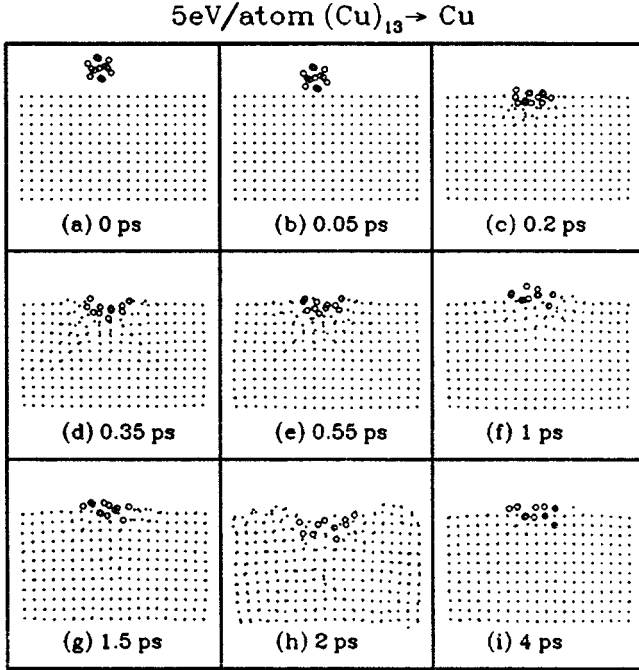 5eV/atom (Cu)₁₃→ Cu
(a) 0 ps
(b) 0.05 ps
(c) 0.2 ps
(d) 0.35 ps
(e) 0.55 ps
(f) 1 ps
(g) 1.5 ps
(h) 2 ps
(i) 4 ps